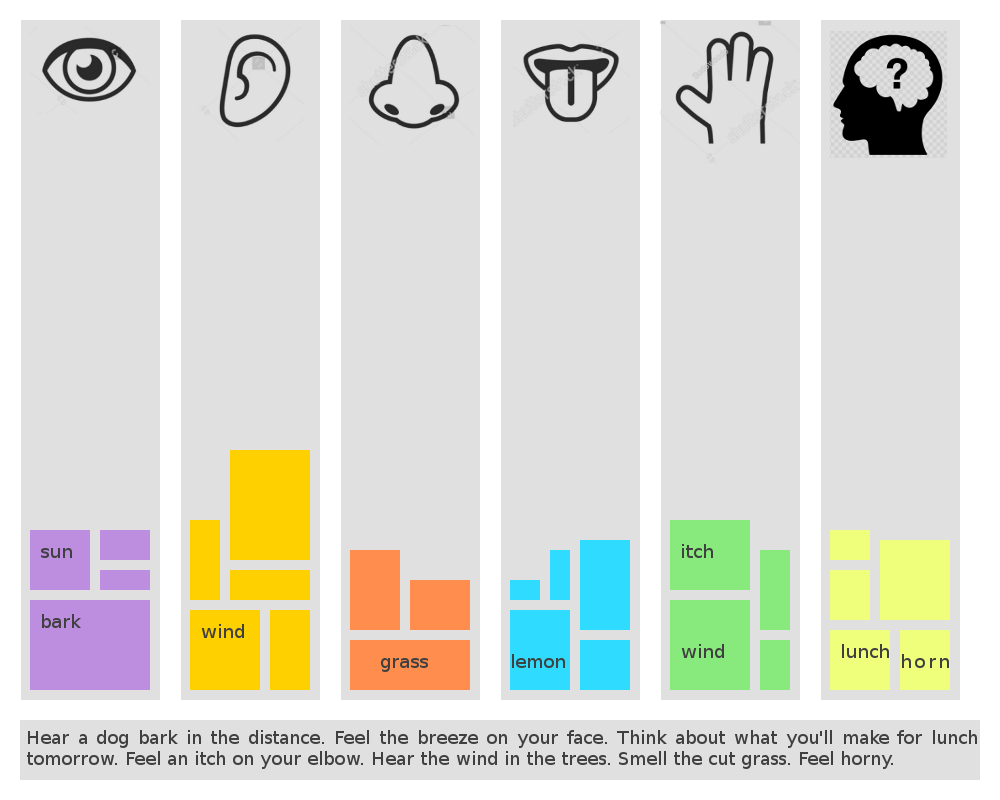 ?
sun
bark
wind
grass
lemon
itch
wind
lunch
horn
Hear a dog bark in the distance. Feel the breeze on your face. Think about what you'll make for lunch
tomorrow. Feel an itch on your elbow. Hear the wind in the trees. Smell the cut grass. Feel horny.